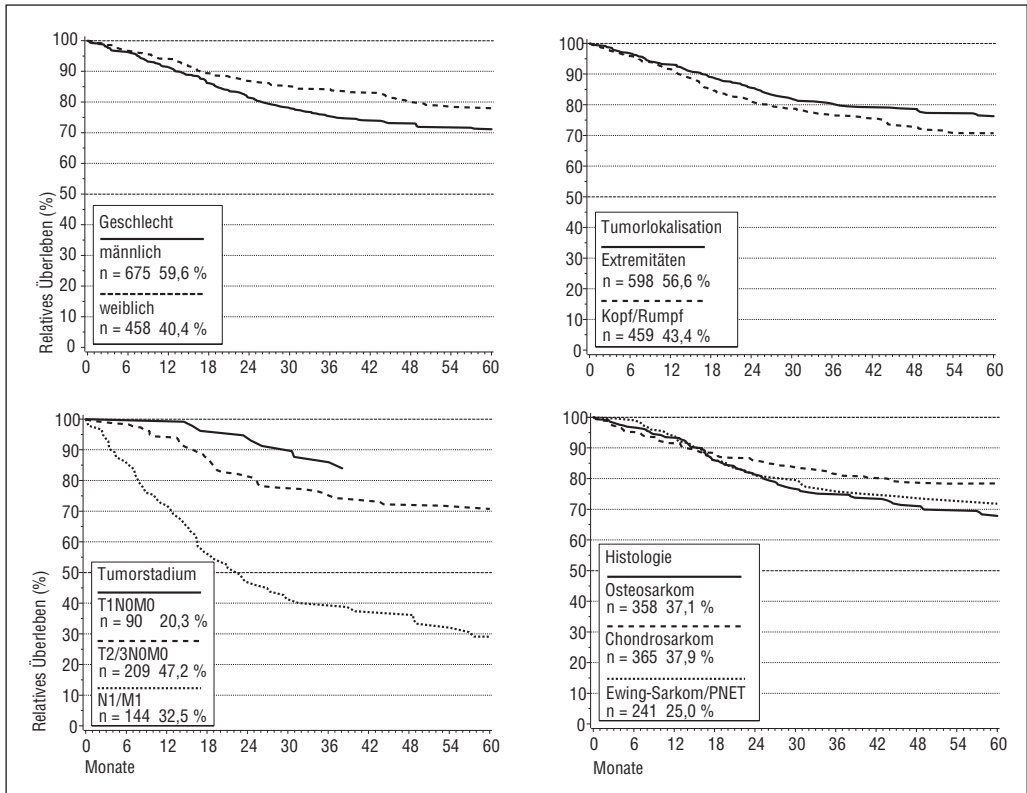 100
90
80
70
60
50
40
30
20
10
0
Relatives Überleben (%)
Geschlecht
männlich
n = 675 59,6 %
weiblich
n = 458 40,4 %
0 6 12 18 24 30 36 42 48 54 60
100
90
80
70
60
50
40
30
20
10
0
Tumorlokalisation
Extremitäten
n = 598 56,6 %
Kopf/Rumpf
n = 459 43,4 %
0 6 12 18 24 30 36 42 48 54 60
100
90
80
70
60
50
40
30
20
10
0
Relatives Überleben (%)
Tumorstadium
T1N0M0
n = 90 20,3 %
T2/3N0M0
n = 209 47,2 %
N1/M1
n = 144 32,5 %
0 6 12 18 24 30 36 42 48 54 60
Monate
100
90
80
70
60
50
40
30
20
10
0
Histologie
Osteosarkom
n = 358 37,1 %
Chondrosarkom
n = 365 37,9 %
Ewing-Sarkom/PNET
n = 241 25,0 %
0 6 12 18 24 30 36 42 48 54 60
Monate